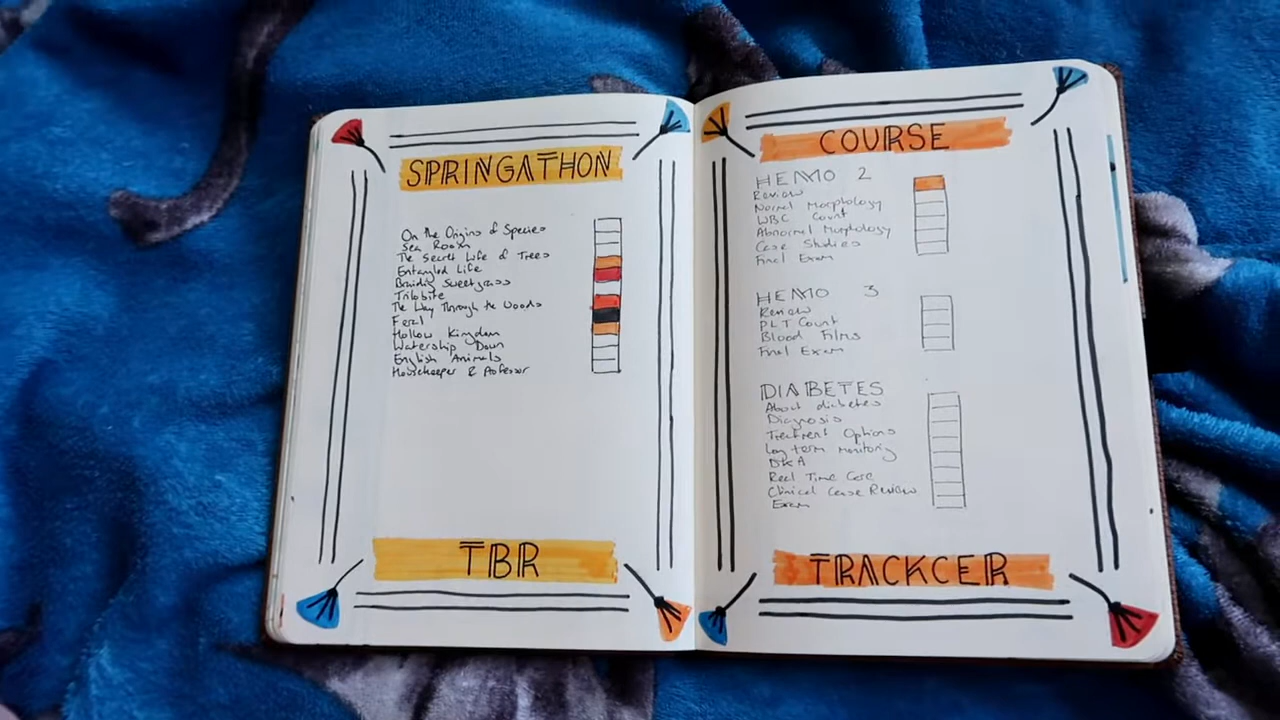 SPRINGATHON
On the Origins of Species
Sea Room
The Secret Life of Trees
Entangled Life
Braiding Sweetgrass
Trilobite
The Way Through the Woods
Feral
Hollow Kingdom
Watership Down
English Animals
Housekeeper & Professor
TBR
COURSE
HEMO 2
Review
Normal Morphology
WBC Count
Abnormal Morphology
Case Studies
Final Exam
HEMO 3
Review
PLT Count
Blood Films
Final Exam
DIABETES
About diabetes
Diagnosis
Treatment Options
Long term monitoring
DKA
Real Time Case
Clinical Case Review
Exam
TRACKCER